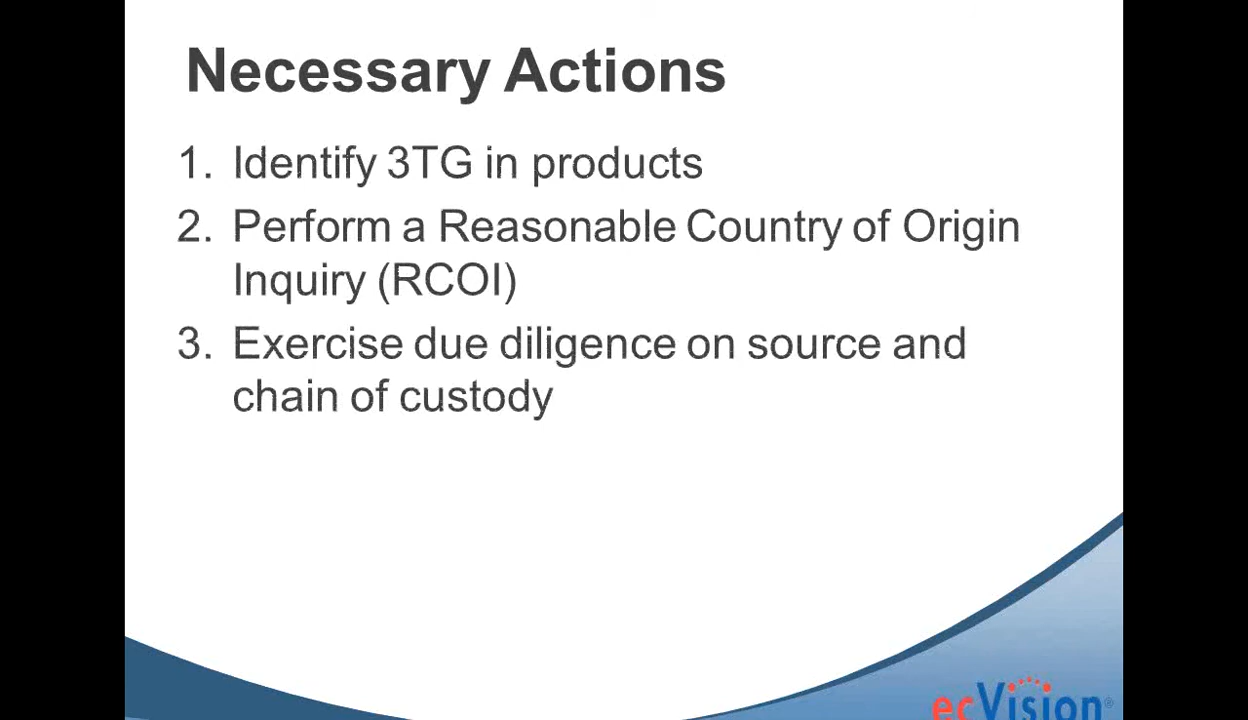 Necessary Actions
1. Identify 3TG in products
2. Perform a Reasonable Country of Origin
Inquiry (RCOI)
3. Exercise due diligence on source and
chain of custody
ecVision®